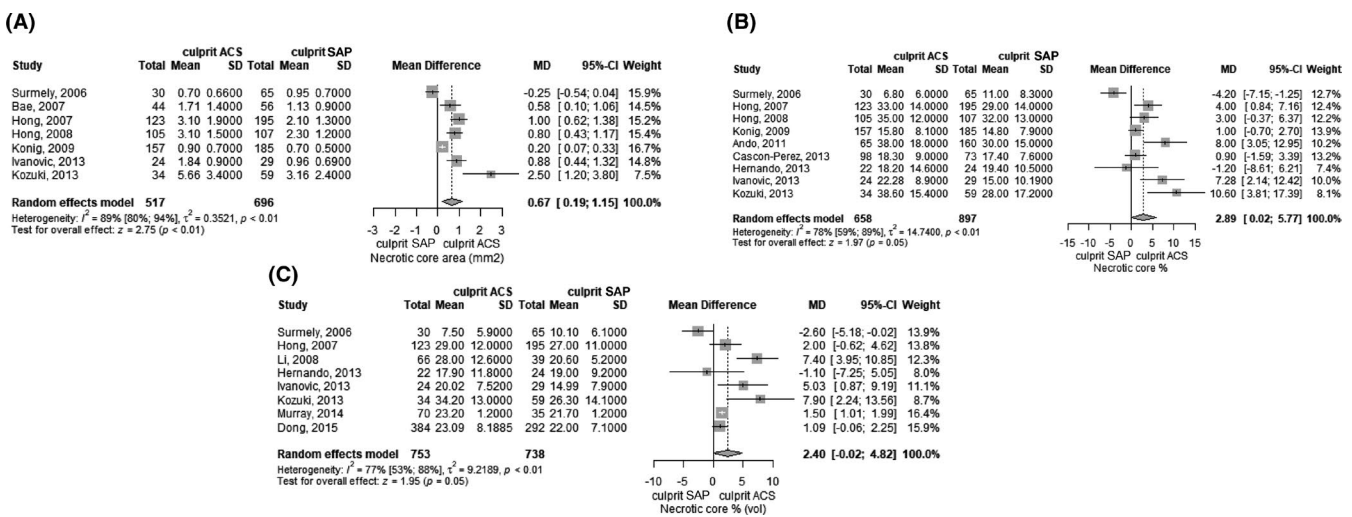 (A)
culprit ACS culprit SAP
Study Total Mean SD Total Mean SD Mean Difference MD 95%-CI Weight
Surmely, 2006 30 0.70 0.6600 65 0.95 0.7000 -0.25 [-0.54; 0.04] 15.9%
Bae, 2007 44 1.71 1.4000 56 1.13 0.9000 0.58 [0.10; 1.06] 13.8%
Hong, 2007 123 3.10 1.9000 195 2.10 1.3000 1.00 [0.62; 1.38] 15.2%
Hong, 2008 105 3.10 1.5000 107 2.30 1.2000 0.80 [0.43; 1.17] 15.2%
Konig, 2009 157 0.90 0.7000 185 0.70 0.5000 0.20 [0.07; 0.33] 16.7%
Ivanovic, 2013 24 1.84 0.9000 29 0.96 0.6900 0.88 [0.44; 1.32] 15.7%
Kozuki, 2013 34 5.66 3.4000 59 3.16 2.4000 2.50 [1.20; 3.80] 7.5%
Random effects model 517 696 0.67 [0.19; 1.15] 100.0%
Heterogeneity: I² = 89% [80%; 94%], τ² = 0.3521, p < 0.01
Test for overall effect: z = 2.75 (p < 0.01)
-3 -2 -1 0 1 2 3
culprit SAP culprit ACS
Necrotic core area (mm2)
(B)
culprit ACS culprit SAP
Study Total Mean SD Total Mean SD Mean Difference MD 95%-CI Weight
Surmely, 2006 30 6.80 6.0000 65 11.00 8.3000 -4.20 [-7.15; -1.25] 12.6%
Hong, 2007 123 33.00 14.0000 195 29.00 14.0000 4.00 [0.84; 7.16] 12.4%
Hong, 2008 105 35.00 12.0000 107 32.00 13.0000 3.00 [-0.37; 6.37] 12.2%
Konig, 2009 157 15.80 8.1000 185 14.80 7.9000 1.00 [-0.70; 2.70] 13.9%
Ando, 2011 65 38.00 18.0000 160 30.00 15.0000 8.00 [3.05; 12.95] 10.5%
Cascon-Perez, 2013 98 18.30 9.0000 73 17.40 7.6000 0.90 [-1.59; 3.39] 13.2%
Hernando, 2013 22 18.20 14.6000 24 19.40 10.5000 -1.20 [-8.61; 6.21] 7.4%
Ivanovic, 2013 24 22.28 8.9000 29 15.00 10.1900 7.28 [2.14; 12.42] 10.2%
Kozuki, 2013 34 38.60 15.4000 59 28.00 17.2000 10.60 [3.81; 17.39] 8.1%
Random effects model 658 897 2.89 [0.02; 5.77] 100.0%
Heterogeneity: I² = 78% [59%; 89%], τ² = 14.7400, p < 0.01
Test for overall effect: z = 1.97 (p = 0.05)
-15 -10 -5 0 5 10 15
culprit SAP culprit ACS
Necrotic core %
(C)
culprit ACS culprit SAP
Study Total Mean SD Total Mean SD Mean Difference MD 95%-CI Weight
Surmely, 2006 30 7.50 5.9000 65 10.10 6.1000 -2.60 [-5.18; -0.02] 13.9%
Hong, 2007 123 29.00 12.0000 195 27.00 11.0000 2.00 [-0.62; 4.62] 13.8%
Li, 2008 66 28.00 12.6000 39 20.60 5.2000 7.40 [3.95; 10.85] 12.3%
Hernando, 2013 22 17.90 11.8000 24 19.00 9.2000 -1.10 [-7.25; 5.05] 8.0%
Ivanovic, 2013 24 20.02 7.5200 29 14.99 7.9000 5.03 [0.87; 9.19] 11.1%
Kozuki, 2013 34 34.20 13.0000 59 26.30 14.1000 7.90 [2.24; 13.56] 8.7%
Murray, 2014 70 23.20 1.2000 35 21.70 1.2000 1.50 [1.01; 1.99] 16.4%
Dong, 2015 384 23.09 8.1885 292 22.00 7.1000 1.09 [-0.06; 2.25] 15.9%
Random effects model 753 738 2.40 [-0.02; 4.82] 100.0%
Heterogeneity: I² = 77% [53%; 88%], τ² = 9.2189, p < 0.01
Test for overall effect: z = 1.95 (p = 0.05)
-10 -5 0 5 10
culprit SAP culprit ACS
Necrotic core % (vol)